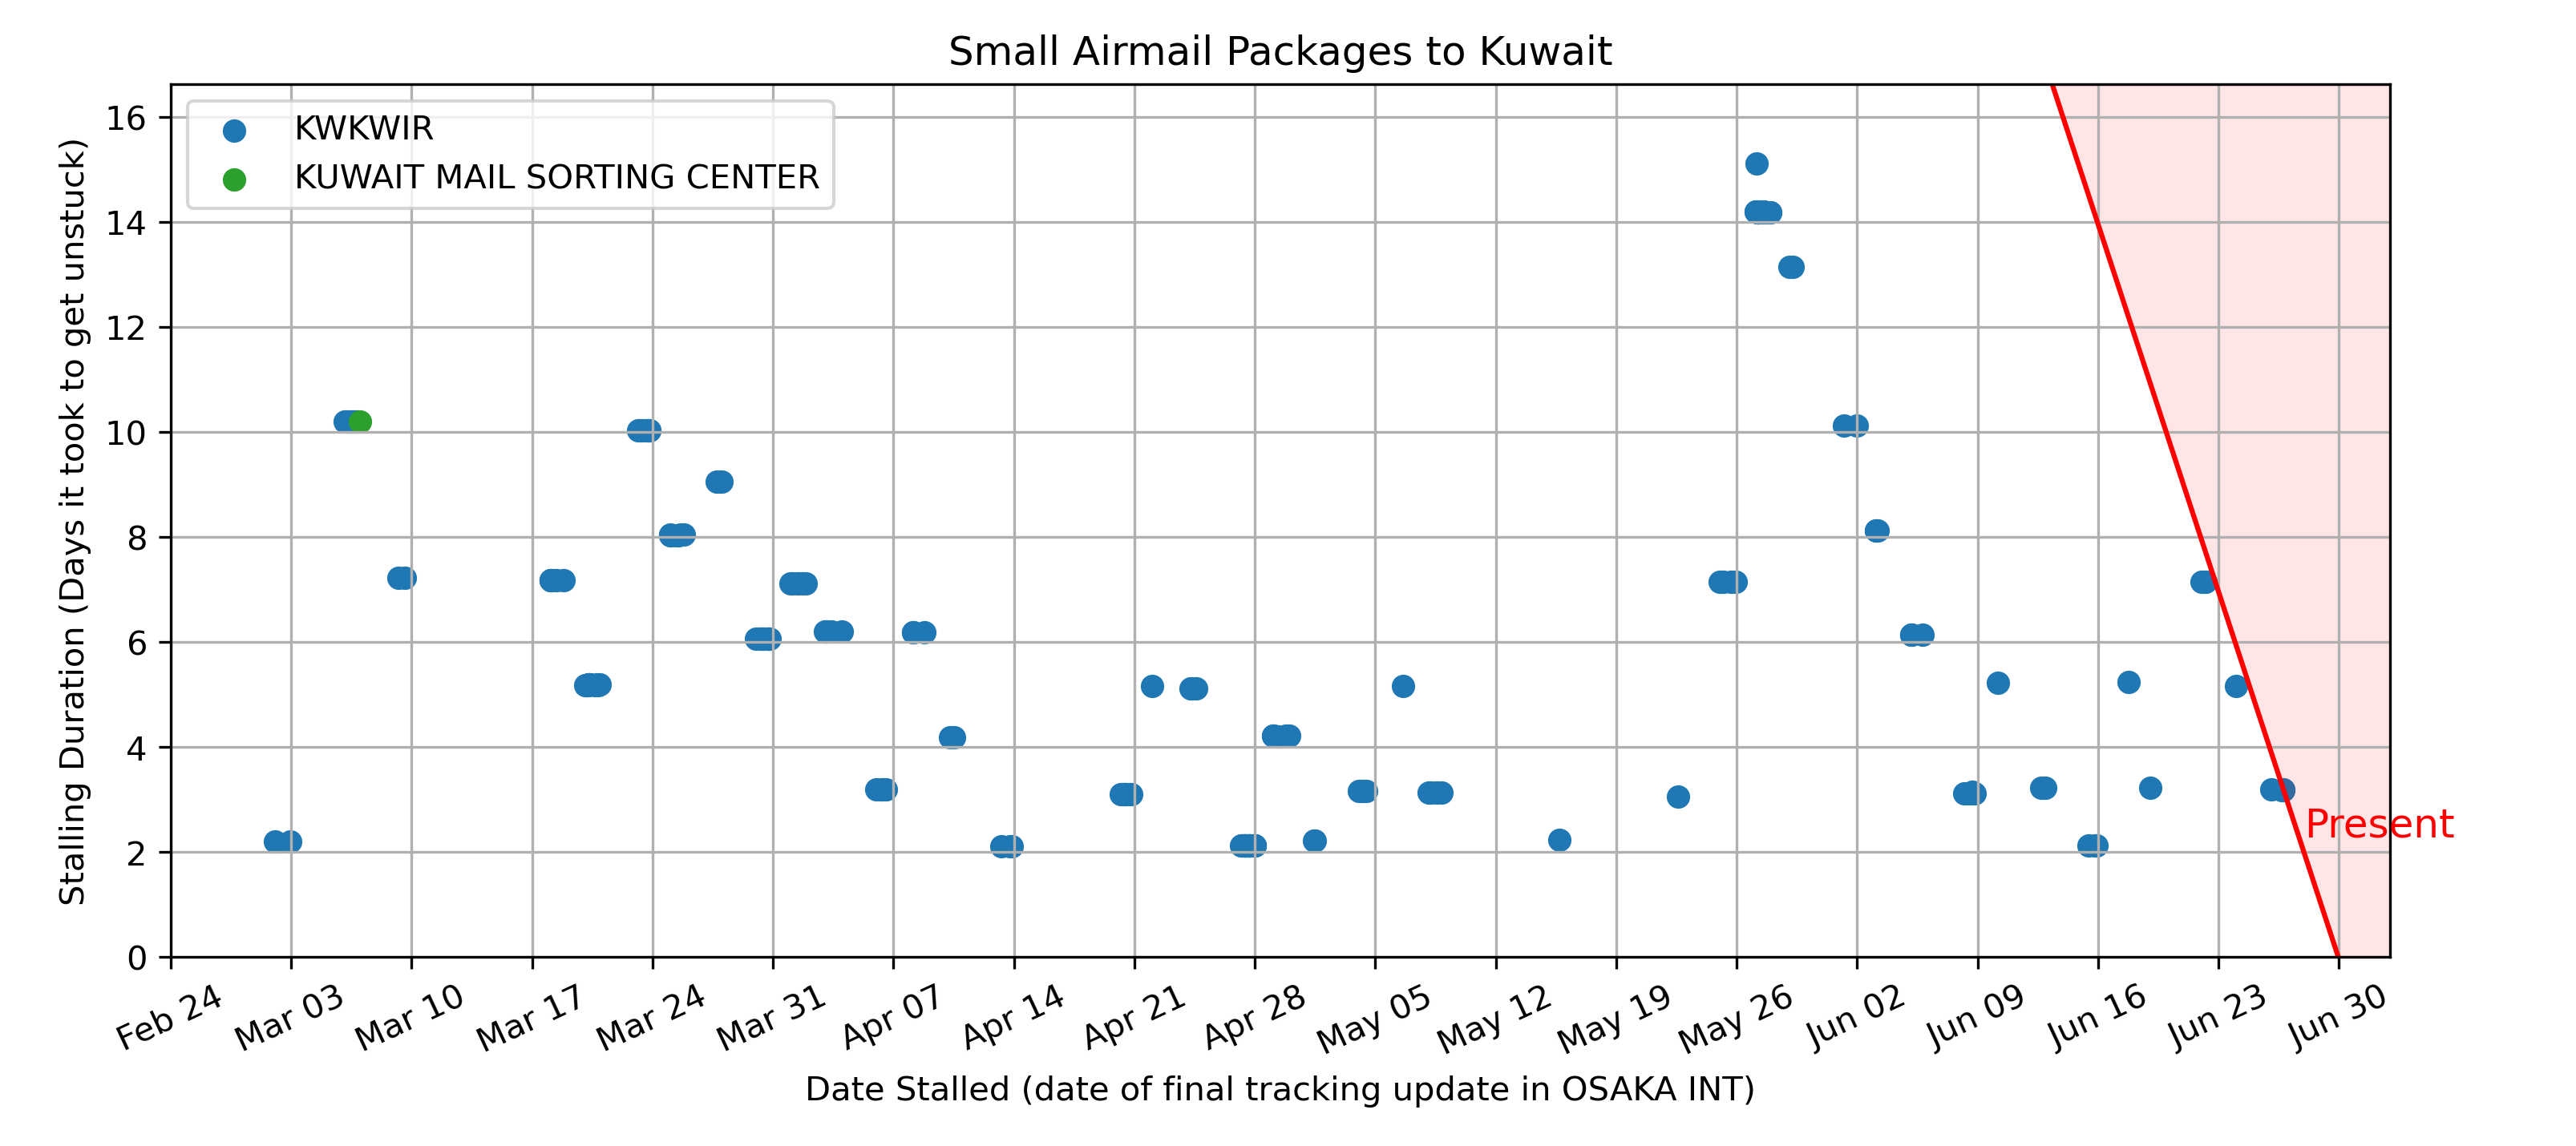 Small Airmail Packages to Kuwait
KWKWIR
KUWAIT MAIL SORTING CENTER
Stalling Duration (Days it took to get unstuck)
16
14
12
10
8
6
4
2
0
Present
Feb 24 Mar 03 Mar 10 Mar 17 Mar 24 Mar 31 Apr 07 Apr 14 Apr 21 Apr 28 May 05 May 12 May 19 May 26 Jun 02 Jun 09 Jun 16 Jun 23 Jun 30
Date Stalled (date of final tracking update in OSAKA INT)